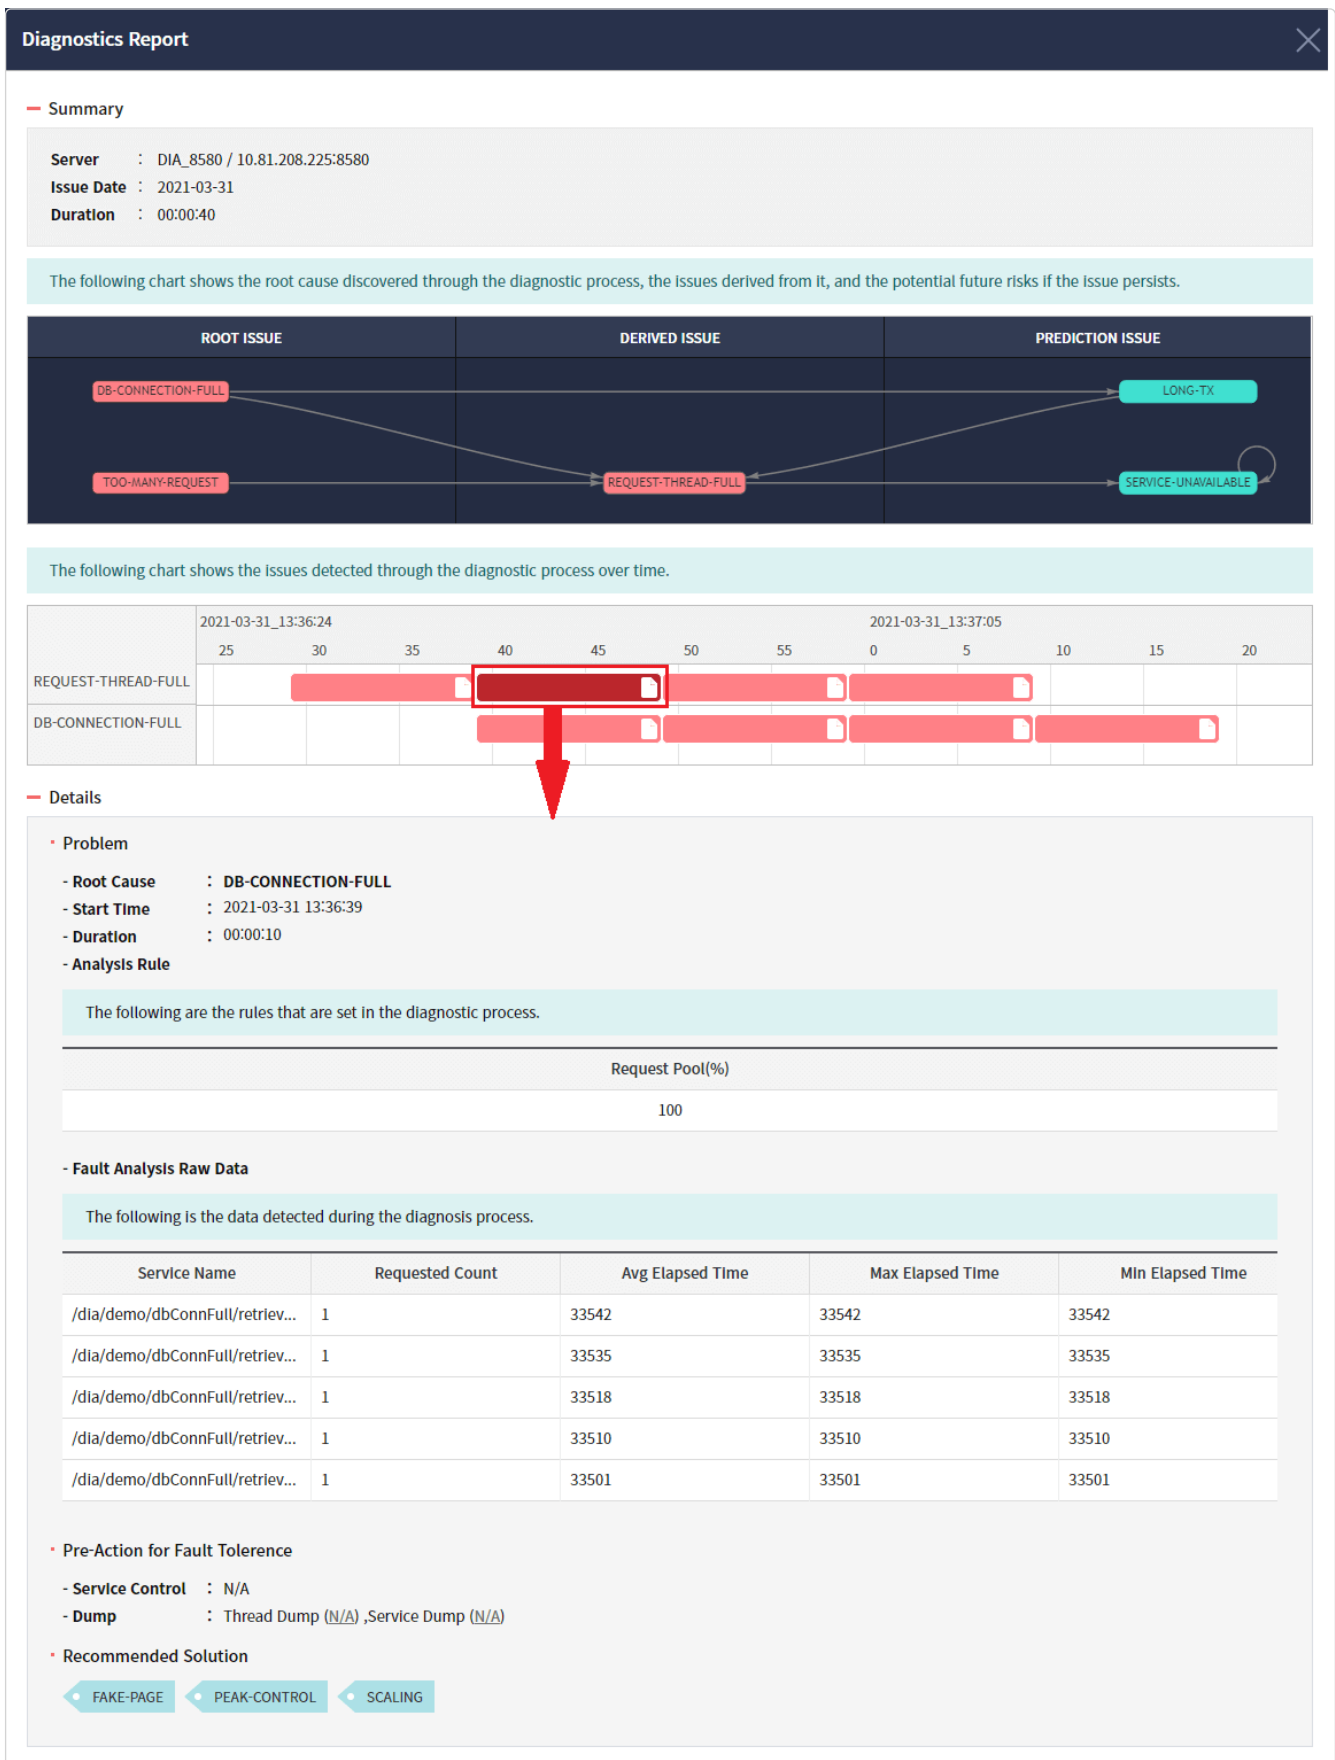 Diagnostics Report
Summary
Server : DIA_8580 / 10.81.208.225:8580
Issue Date : 2021-03-31
Duration : 00:00:40
The following chart shows the root cause discovered through the diagnostic process, the issues derived from it, and the potential future risks if the issue persists.
ROOT ISSUE DERIVED ISSUE PREDICTION ISSUE
DB-CONNECTION-FULL LONG-TX
TOO-MANY-REQUEST REQUEST-THREAD-FULL SERVICE-UNAVAILABLE
The following chart shows the issues detected through the diagnostic process over time.
2021-03-31_13:36:24 2021-03-31_13:37:05
25 30 35 40 45 50 55 0 5 10 15 20
REQUEST-THREAD-FULL
DB-CONNECTION-FULL
Details
Problem
- Root Cause : DB-CONNECTION-FULL
- Start Time : 2021-03-31 13:36:39
- Duration : 00:00:10
- Analysis Rule
The following are the rules that are set in the diagnostic process.
Request Pool(%)
100
- Fault Analysis Raw Data
The following is the data detected during the diagnosis process.
Service Name Requested Count Avg Elapsed Time Max Elapsed Time Min Elapsed Time
/dia/demo/dbConnFull/retriev... 1 33542 33542 33542
/dia/demo/dbConnFull/retriev... 1 33535 33535 33535
/dia/demo/dbConnFull/retriev... 1 33518 33518 33518
/dia/demo/dbConnFull/retriev... 1 33510 33510 33510
/dia/demo/dbConnFull/retriev... 1 33501 33501 33501
Pre-Action for Fault Tolerence
- Service Control : N/A
- Dump : Thread Dump (N/A) ,Service Dump (N/A)
Recommended Solution
FAKE-PAGE PEAK-CONTROL SCALING